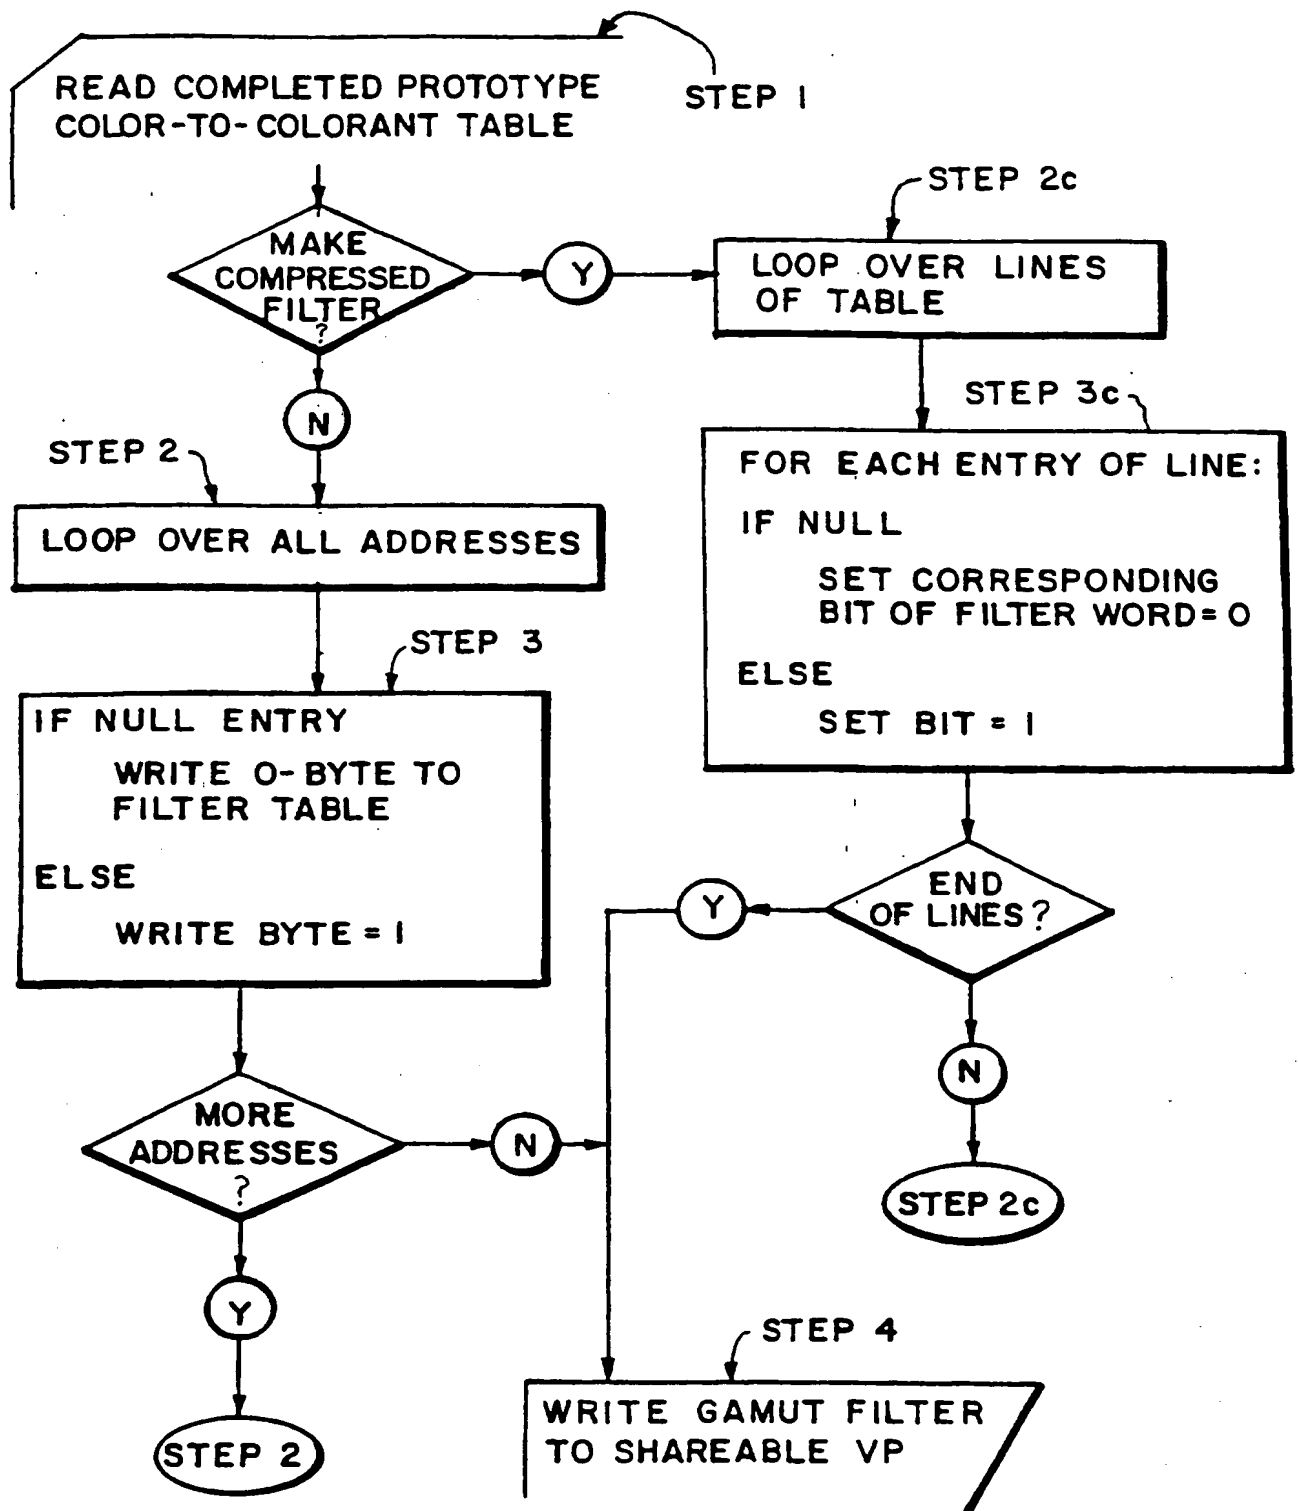 READ COMPLETED PROTOTYPE
COLOR-TO-COLORANT TABLE
STEP 1
MAKE
COMPRESSED
FILTER
?
Y
N
STEP 2c
LOOP OVER LINES
OF TABLE
STEP 3c
FOR EACH ENTRY OF LINE:
IF NULL
SET CORRESPONDING
BIT OF FILTER WORD=0
ELSE
SET BIT = 1
END
OF LINES?
Y
N
STEP 2c
STEP 2
LOOP OVER ALL ADDRESSES
STEP 3
IF NULL ENTRY
WRITE 0-BYTE TO
FILTER TABLE
ELSE
WRITE BYTE = 1
MORE
ADDRESSES
?
N
Y
STEP 2
STEP 4
WRITE GAMUT FILTER
TO SHAREABLE VP